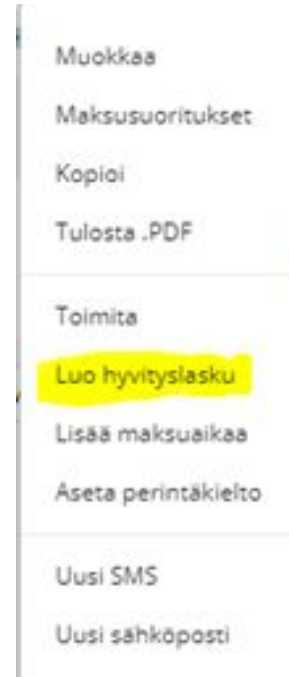 Muokkaa
Maksusuoritukset
Kopioi
Tulosta .PDF
Toimita
Luo hyvityslasku
Lisää maksuaikaa
Aseta perintäkielto
Uusi SMS
Uusi sähköposti